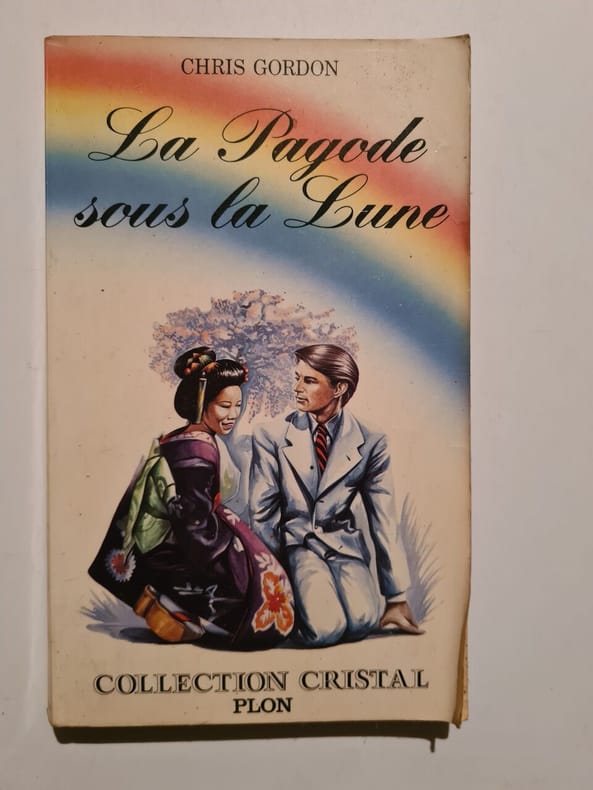 CHRIS GORDON
La Pagode
sous la Lune
COLLECTION CRISTAL
PLON